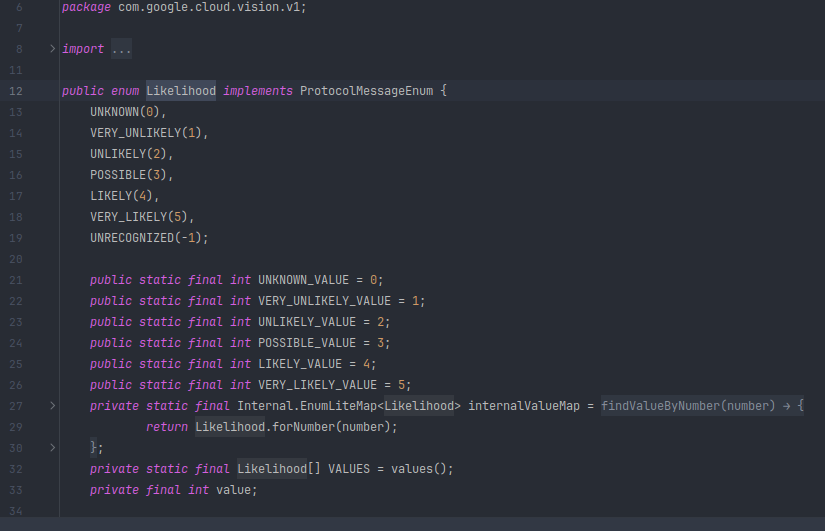 6 package com.google.cloud.vision.v1;
7
8 import ...
11
12 public enum Likelihood implements ProtocolMessageEnum {
13 UNKNOWN(0),
14 VERY_UNLIKELY(1),
15 UNLIKELY(2),
16 POSSIBLE(3),
17 LIKELY(4),
18 VERY_LIKELY(5),
19 UNRECOGNIZED(-1);
20
21 public static final int UNKNOWN_VALUE = 0;
22 public static final int VERY_UNLIKELY_VALUE = 1;
23 public static final int UNLIKELY_VALUE = 2;
24 public static final int POSSIBLE_VALUE = 3;
25 public static final int LIKELY_VALUE = 4;
26 public static final int VERY_LIKELY_VALUE = 5;
27 private static final Internal.EnumLiteMap<Likelihood> internalValueMap = findValueByNumber(number) → {
29 return Likelihood.forNumber(number);
30 };
32 private static final Likelihood[] VALUES = values();
33 private final int value;
34